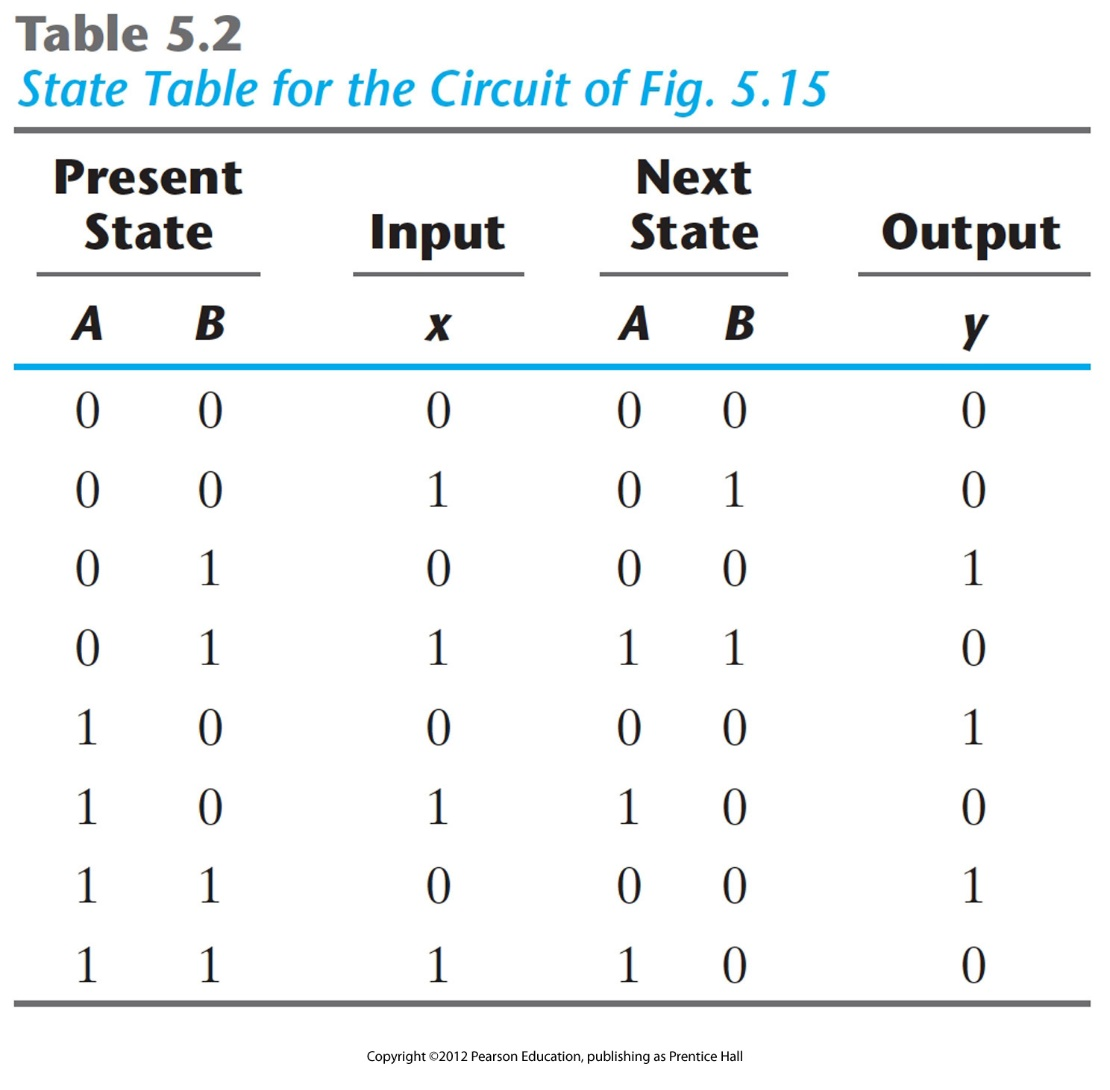 Table 5.2
State Table for the Circuit of Fig. 5.15
Present State Input Next State Output
A B x A B y
0 0 0 0 0 0
0 0 1 0 1 0
0 1 0 0 0 1
0 1 1 1 1 0
1 0 0 0 0 1
1 0 1 1 0 0
1 1 0 0 0 1
1 1 1 1 0 0
Copyright ©2012 Pearson Education, publishing as Prentice Hall